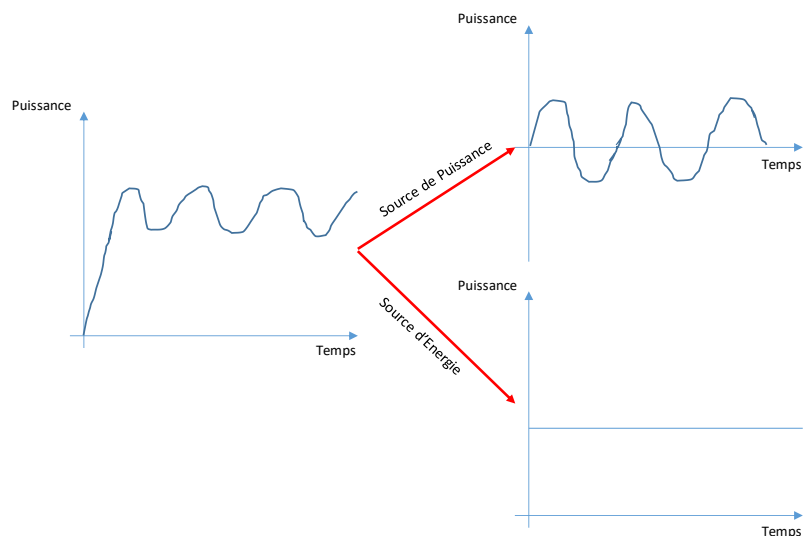 Puissance
Temps
Source de Puissance
Source d'Energie
Puissance
Temps
Puissance
Temps